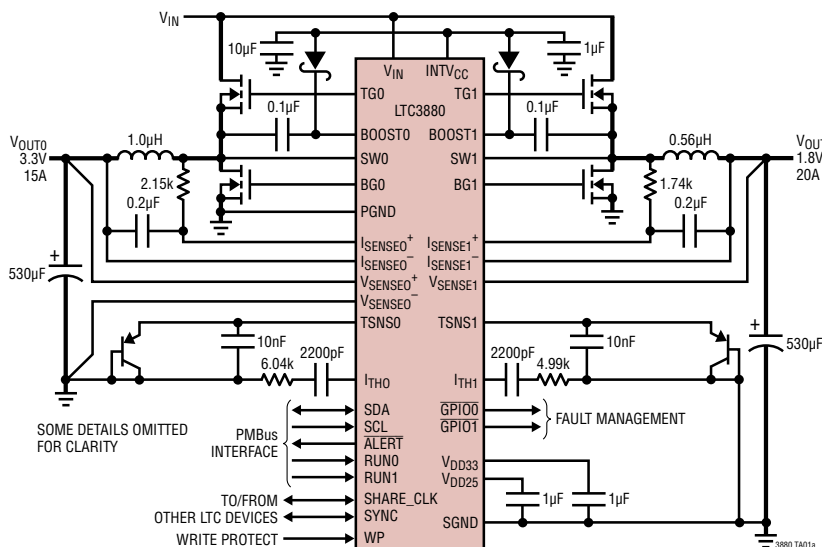 VIN
10µF
1µF
VIN
INTVCC
LTC3880
TG0
TG1
0.1µF
0.1µF
BOOST0
BOOST1
VOUT0
3.3V
15A
1.0µH
SW0
SW1
0.56µH
VOUT
1.8V
20A
2.15k
BG0
BG1
1.74k
0.2µF
PGND
0.2µF
ISENSE0+
ISENSE1+
ISENSE0–
ISENSE1–
VSENSE0+
VSENSE1
VSENSE0–
+
530µF
TSNS0
TSNS1
+
530µF
10nF
10nF
2200pF
2200pF
6.04k
4.99k
ITH0
ITH1
SOME DETAILS OMITTED
FOR CLARITY
PMBus
INTERFACE
SDA
SCL
ALERT
RUN0
RUN1
GPIO0
GPIO1
FAULT MANAGEMENT
VDD33
VDD25
1µF
1µF
TO/FROM
OTHER LTC DEVICES
SHARE_CLK
SYNC
WRITE PROTECT
WP
SGND
3880 TA01a